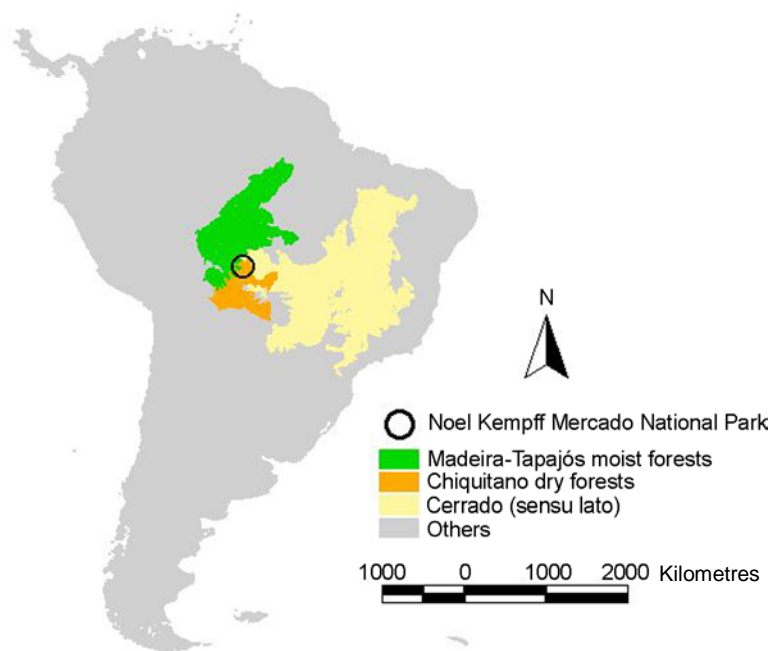 N
Noel Kempff Mercado National Park
Madeira-Tapajós moist forests
Chiquitano dry forests
Cerrado (sensu lato)
Others
1000 0 1000 2000 Kilometres